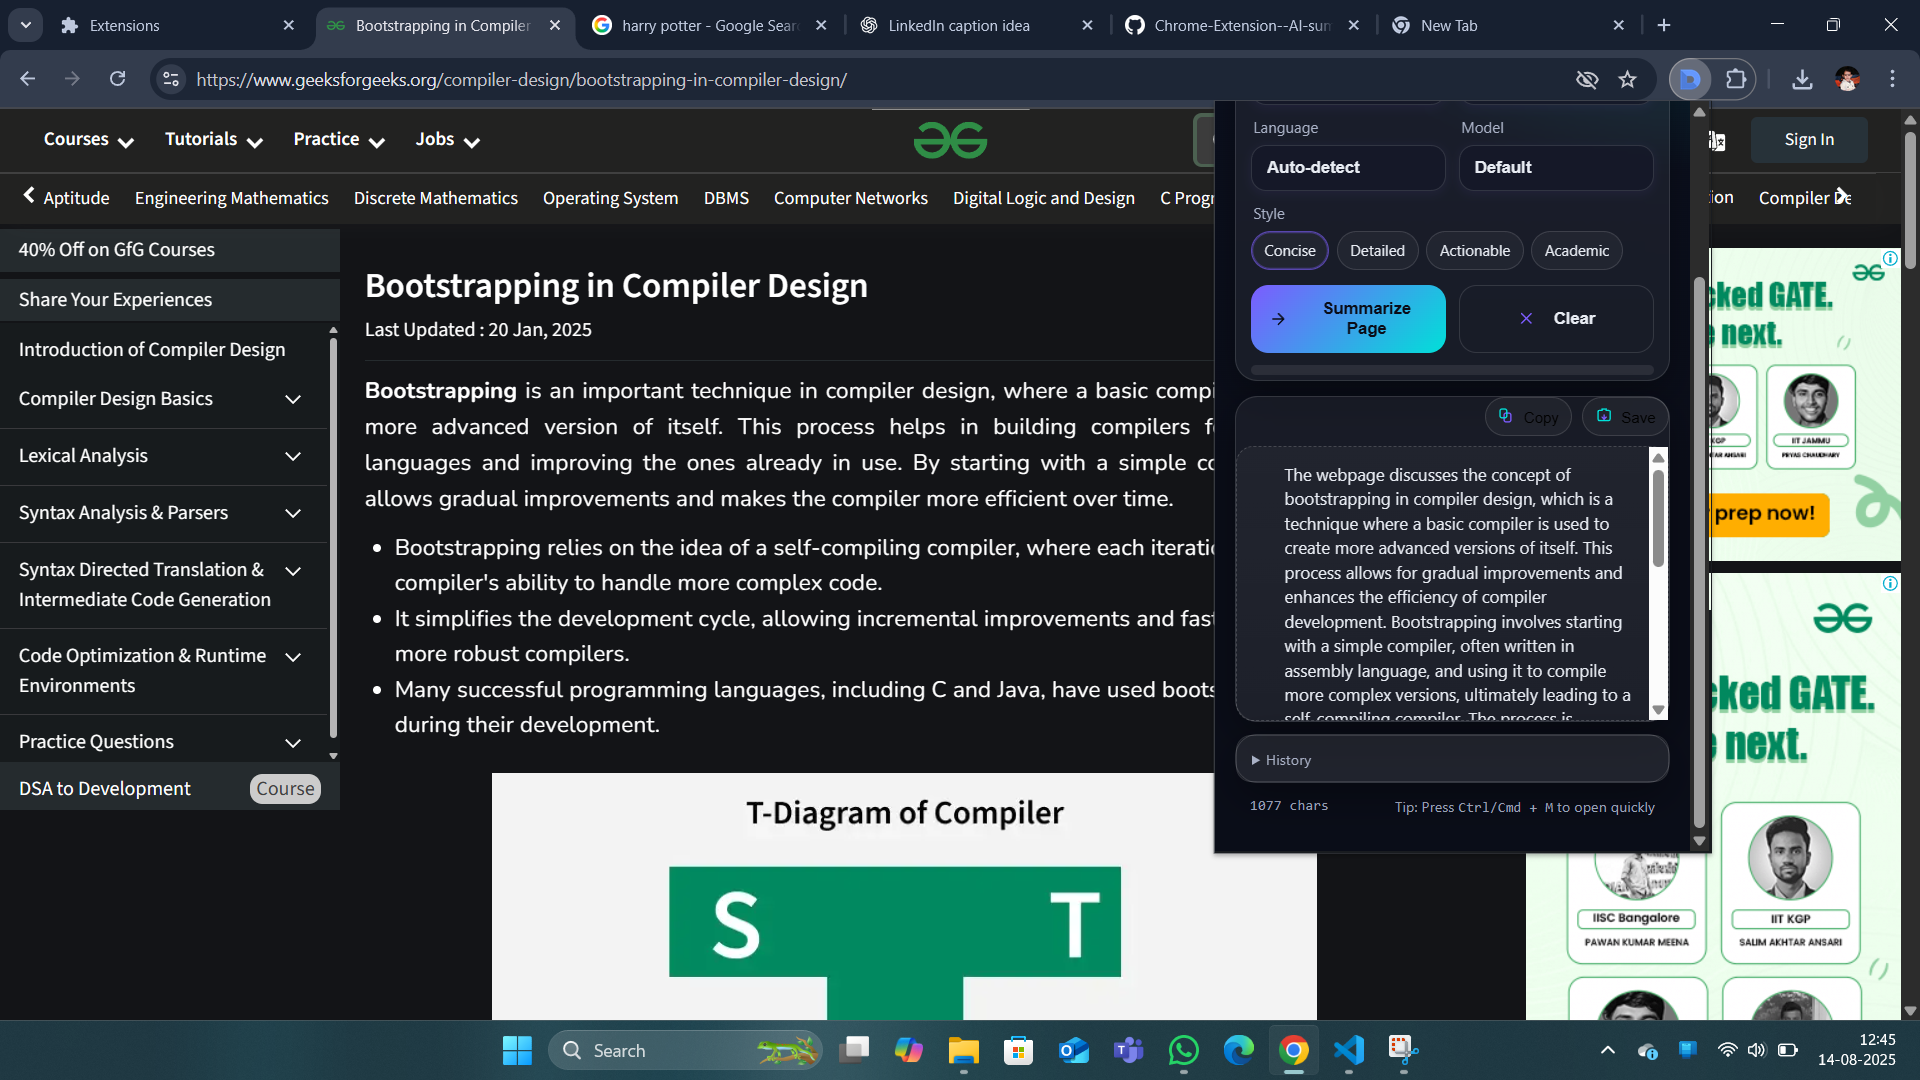 Extensions
Bootstrapping in Compiler
harry potter - Google Sear
LinkedIn caption idea
Chrome-Extension--AI-sum
New Tab
https://www.geeksforgeeks.org/compiler-design/bootstrapping-in-compiler-design/
Courses
Tutorials
Practice
Jobs
Sign In
Aptitude
Engineering Mathematics
Discrete Mathematics
Operating System
DBMS
Computer Networks
Digital Logic and Design
C Progr
ion
Compiler De
40% Off on GfG Courses
Share Your Experiences
Introduction of Compiler Design
Compiler Design Basics
Lexical Analysis
Syntax Analysis & Parsers
Syntax Directed Translation &
Intermediate Code Generation
Code Optimization & Runtime
Environments
Practice Questions
DSA to Development
Course
Bootstrapping in Compiler Design
Last Updated : 20 Jan, 2025
Bootstrapping is an important technique in compiler design, where a basic compi
more advanced version of itself. This process helps in building compilers f
languages and improving the ones already in use. By starting with a simple co
allows gradual improvements and makes the compiler more efficient over time.
Bootstrapping relies on the idea of a self-compiling compiler, where each iterati
compiler's ability to handle more complex code.
It simplifies the development cycle, allowing incremental improvements and fast
more robust compilers.
Many successful programming languages, including C and Java, have used boots
during their development.
T-Diagram of Compiler
S
T
Language
Model
Auto-detect
Default
Style
Concise
Detailed
Actionable
Academic
Summarize
Page
Clear
Copy
Save
The webpage discusses the concept of
bootstrapping in compiler design, which is a
technique where a basic compiler is used to
create more advanced versions of itself. This
process allows for gradual improvements and
enhances the efficiency of compiler
development. Bootstrapping involves starting
with a simple compiler, often written in
assembly language, and using it to compile
more complex versions, ultimately leading to a
self-compiling compiler. The process is
History
1077 chars
Tip: Press Ctrl/Cmd + M to open quickly
cked GATE.
next.
KGP
IIT JAMMU
TAR ANSARI
PRYAS CHAUDHARY
prep now!
cked GATE.
next.
IISC Bangalore
PAWAN KUMAR MEENA
IIT KGP
SALIM AKHTAR ANSARI
Search
12:45
14-08-2025